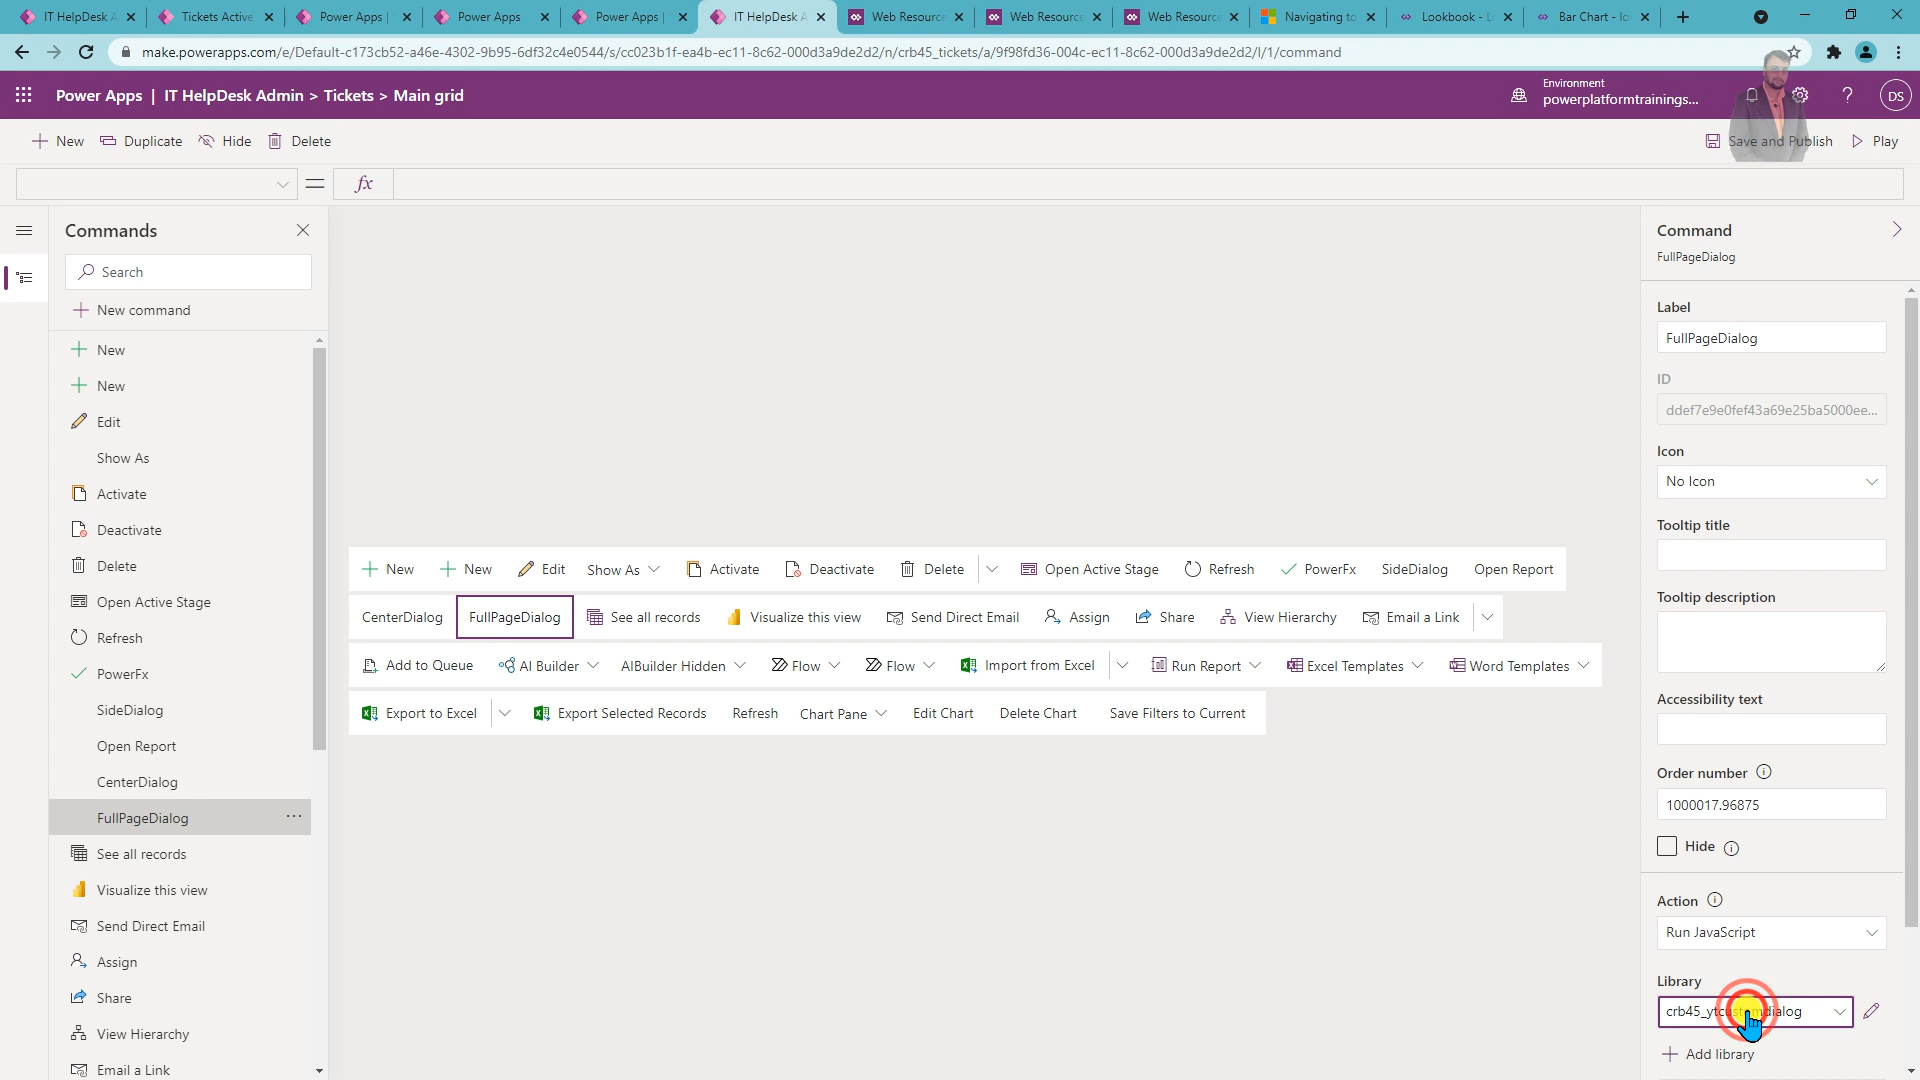 IT HelpDesk A
Tickets Active
Power Apps |
Power Apps
Power Apps |
IT HelpDesk A
Web Resource
Web Resource
Web Resource
Navigating to
Lookbook - L
Bar Chart - Io
make.powerapps.com/e/Default-c173cb52-a46e-4302-9b95-6df32c4e0544/s/cc023b1f-ea4b-ec11-8c62-000d3a9de2d2/n/crb45_tickets/a/9f98fd36-004c-ec11-8c62-000d3a9de2d2/l/1/command
Power Apps | IT HelpDesk Admin > Tickets > Main grid
Environment
powerplatformtrainings...
? DS
New Duplicate Hide Delete
Save and Publish Play
fx
Commands
Search
New command
New
New
Edit
Show As
Activate
Deactivate
Delete
Open Active Stage
Refresh
PowerFx
SideDialog
Open Report
CenterDialog
FullPageDialog ...
See all records
Visualize this view
Send Direct Email
Assign
Share
View Hierarchy
Email a Link
New New Edit Show As Activate Deactivate Delete Open Active Stage Refresh PowerFx SideDialog Open Report
CenterDialog FullPageDialog See all records Visualize this view Send Direct Email Assign Share View Hierarchy Email a Link
Add to Queue AI Builder AIBuilder Hidden Flow Flow Import from Excel Run Report Excel Templates Word Templates
Export to Excel Export Selected Records Refresh Chart Pane Edit Chart Delete Chart Save Filters to Current
Command
FullPageDialog
Label
FullPageDialog
ID
ddef7e9e0fef43a69e25ba5000ee...
Icon
No Icon
Tooltip title
Tooltip description
Accessibility text
Order number
1000017.96875
Hide
Action
Run JavaScript
Library
crb45_ytcustomdialog
Add library